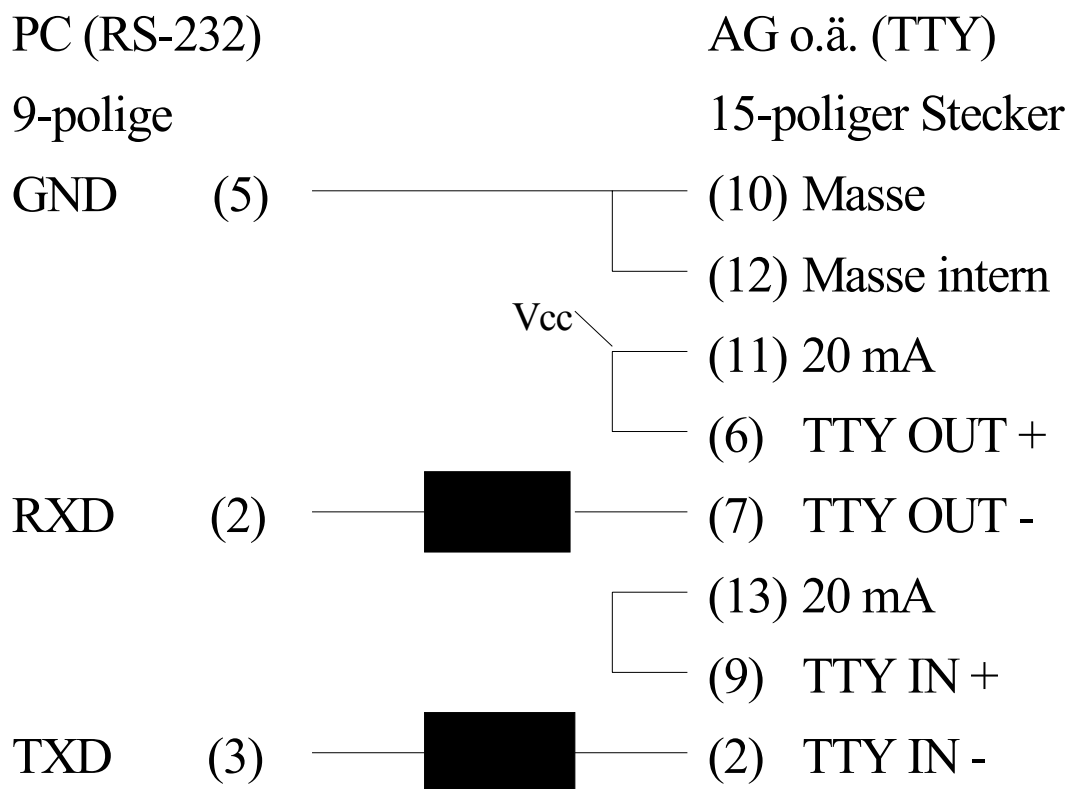 PC (RS-232) AG o.ä. (TTY)
9-polige 15-poliger Stecker
GND (5) (10) Masse
(12) Masse intern
Vcc
(11) 20 mA
(6) TTY OUT +
RXD (2) (7) TTY OUT -
(13) 20 mA
(9) TTY IN +
TXD (3) (2) TTY IN -